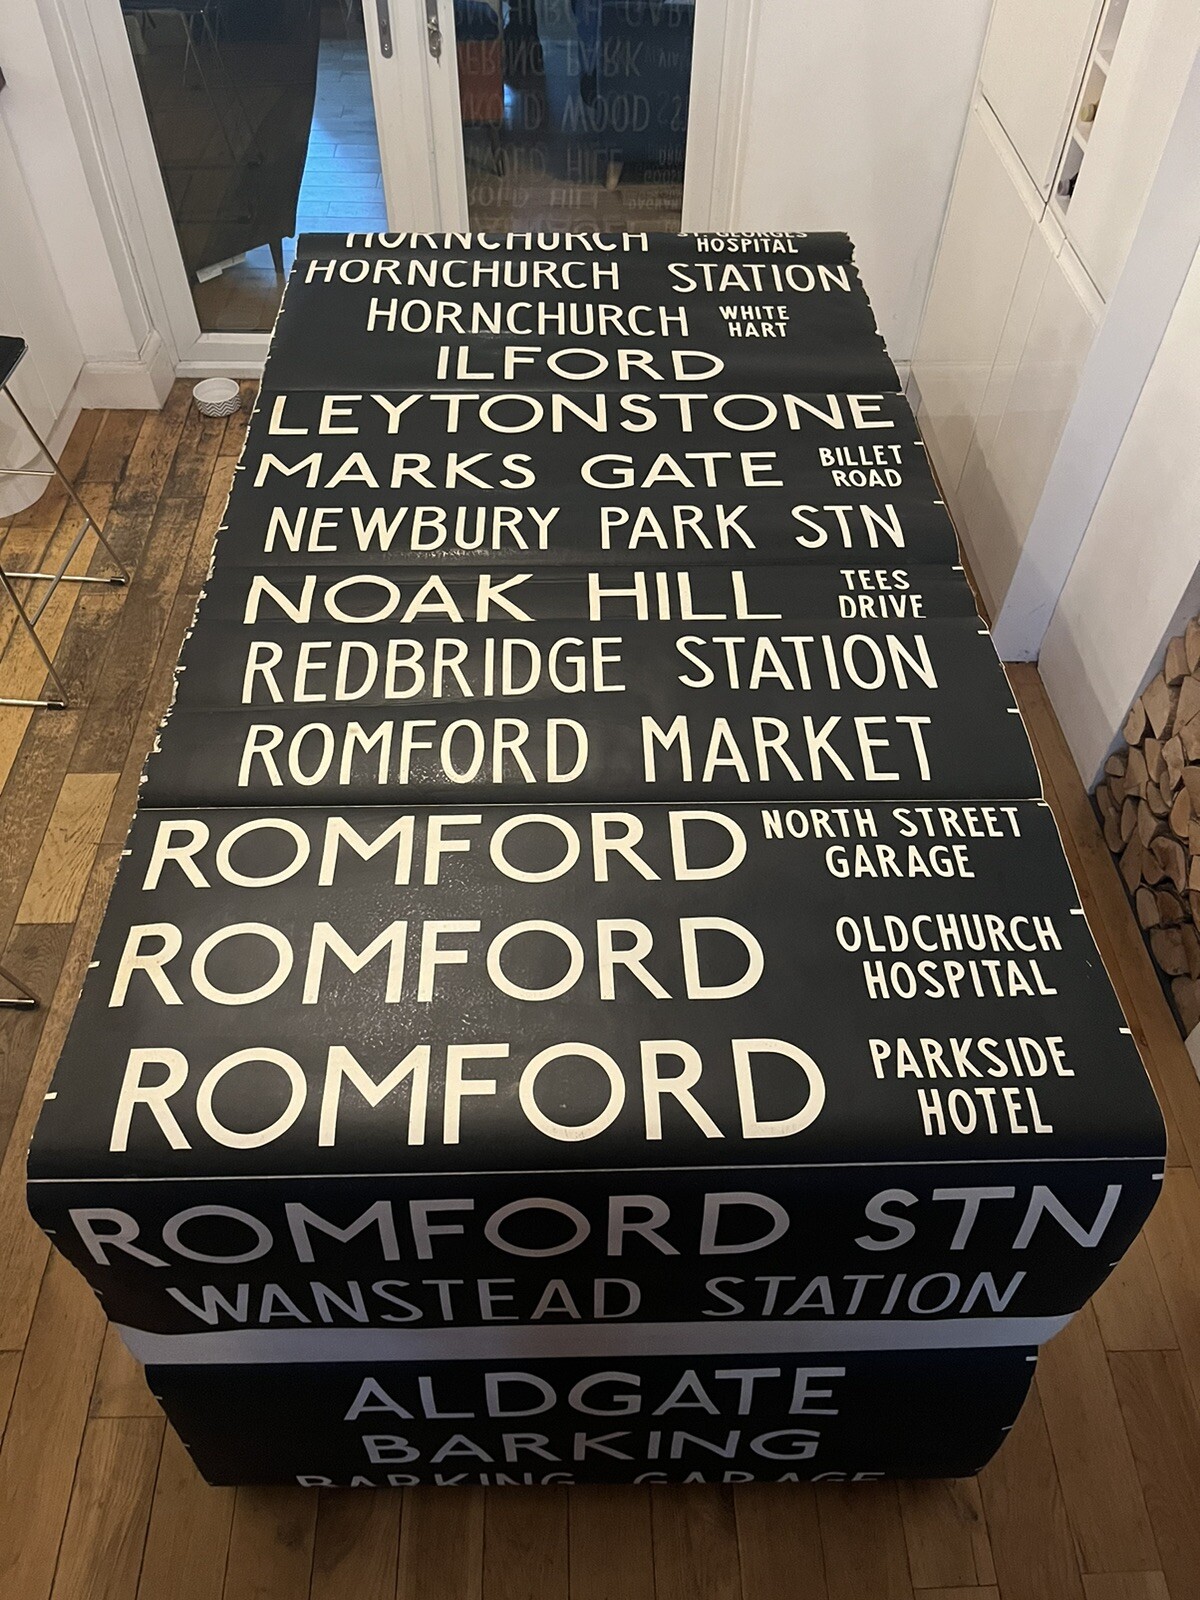 HORNCHURCH ST. GEORGES HOSPITAL
HORNCHURCH STATION
HORNCHURCH WHITE HART
ILFORD
LEYTONSTONE
MARKS GATE BILLET ROAD
NEWBURY PARK STN
NOAK HILL TEES DRIVE
REDBRIDGE STATION
ROMFORD MARKET
ROMFORD NORTH STREET GARAGE
ROMFORD OLDCHURCH HOSPITAL
ROMFORD PARKSIDE HOTEL
ROMFORD STN
WANSTEAD STATION
ALDGATE
BARKING
BARKING GARAGE